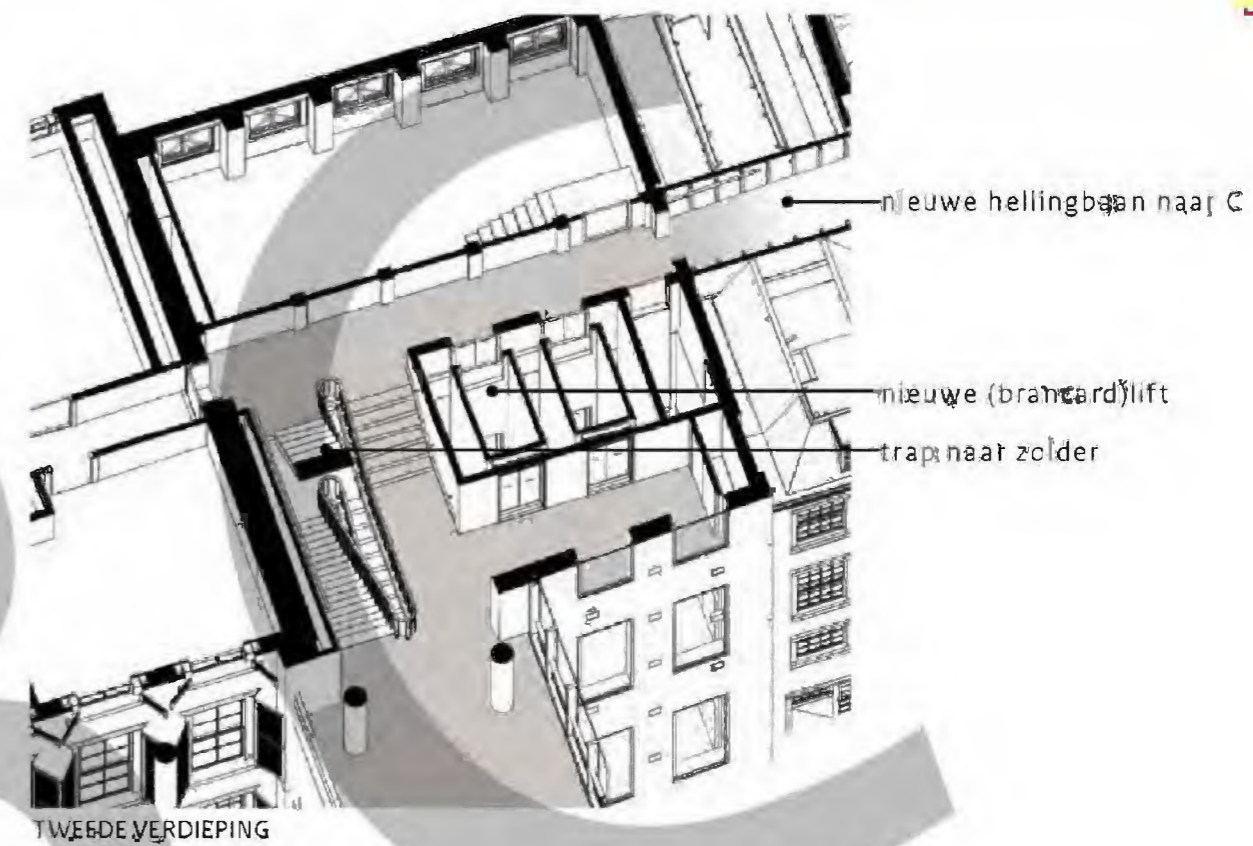 nieuwe hellingbaan naar C
nieuwe (brancard)lift
trap naar zolder
TWEEDE VERDIEPING